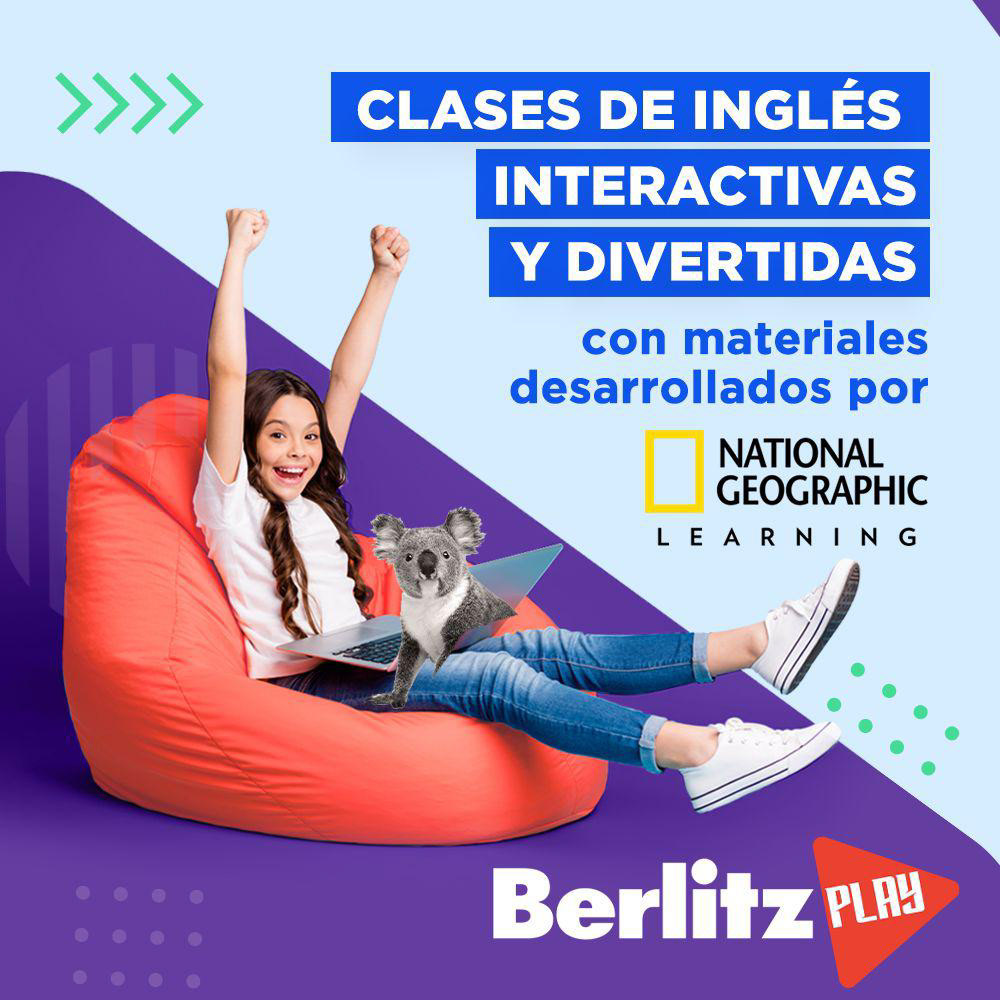 CLASES DE INGLÉS
INTERACTIVAS
Y DIVERTIDAS
con materiales
desarrollados por
NATIONAL
GEOGRAPHIC
LEARNING
Berlitz PLAY